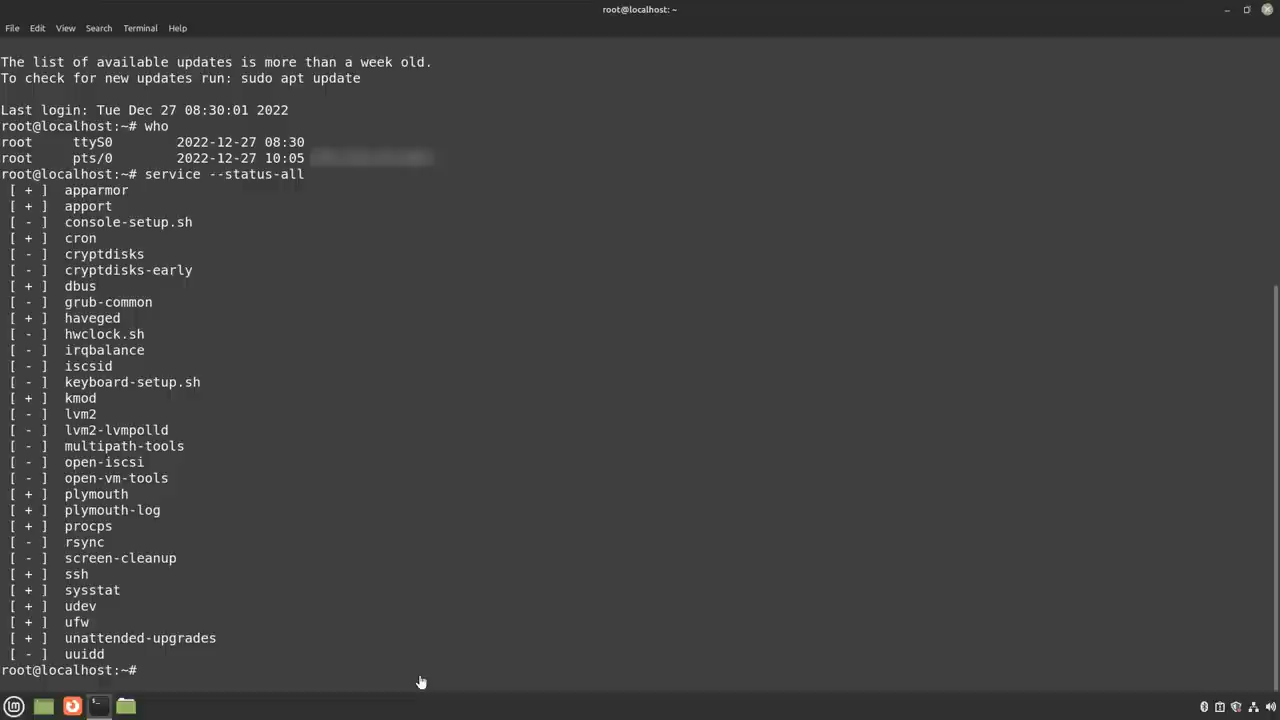 root@localhost: ~
File Edit View Search Terminal Help
The list of available updates is more than a week old.
To check for new updates run: sudo apt update
Last login: Tue Dec 27 08:30:01 2022
root@localhost:~# who
root     ttyS0        2022-12-27 08:30
root     pts/0        2022-12-27 10:05
root@localhost:~# service --status-all
 [ + ]  apparmor
 [ + ]  apport
 [ - ]  console-setup.sh
 [ + ]  cron
 [ - ]  cryptdisks
 [ - ]  cryptdisks-early
 [ + ]  dbus
 [ - ]  grub-common
 [ + ]  haveged
 [ - ]  hwclock.sh
 [ - ]  irqbalance
 [ - ]  iscsid
 [ - ]  keyboard-setup.sh
 [ + ]  kmod
 [ - ]  lvm2
 [ - ]  lvm2-lvmpolld
 [ - ]  multipath-tools
 [ - ]  open-iscsi
 [ - ]  open-vm-tools
 [ + ]  plymouth
 [ + ]  plymouth-log
 [ + ]  procps
 [ - ]  rsync
 [ - ]  screen-cleanup
 [ + ]  ssh
 [ + ]  sysstat
 [ + ]  udev
 [ + ]  ufw
 [ + ]  unattended-upgrades
 [ - ]  uuidd
root@localhost:~#